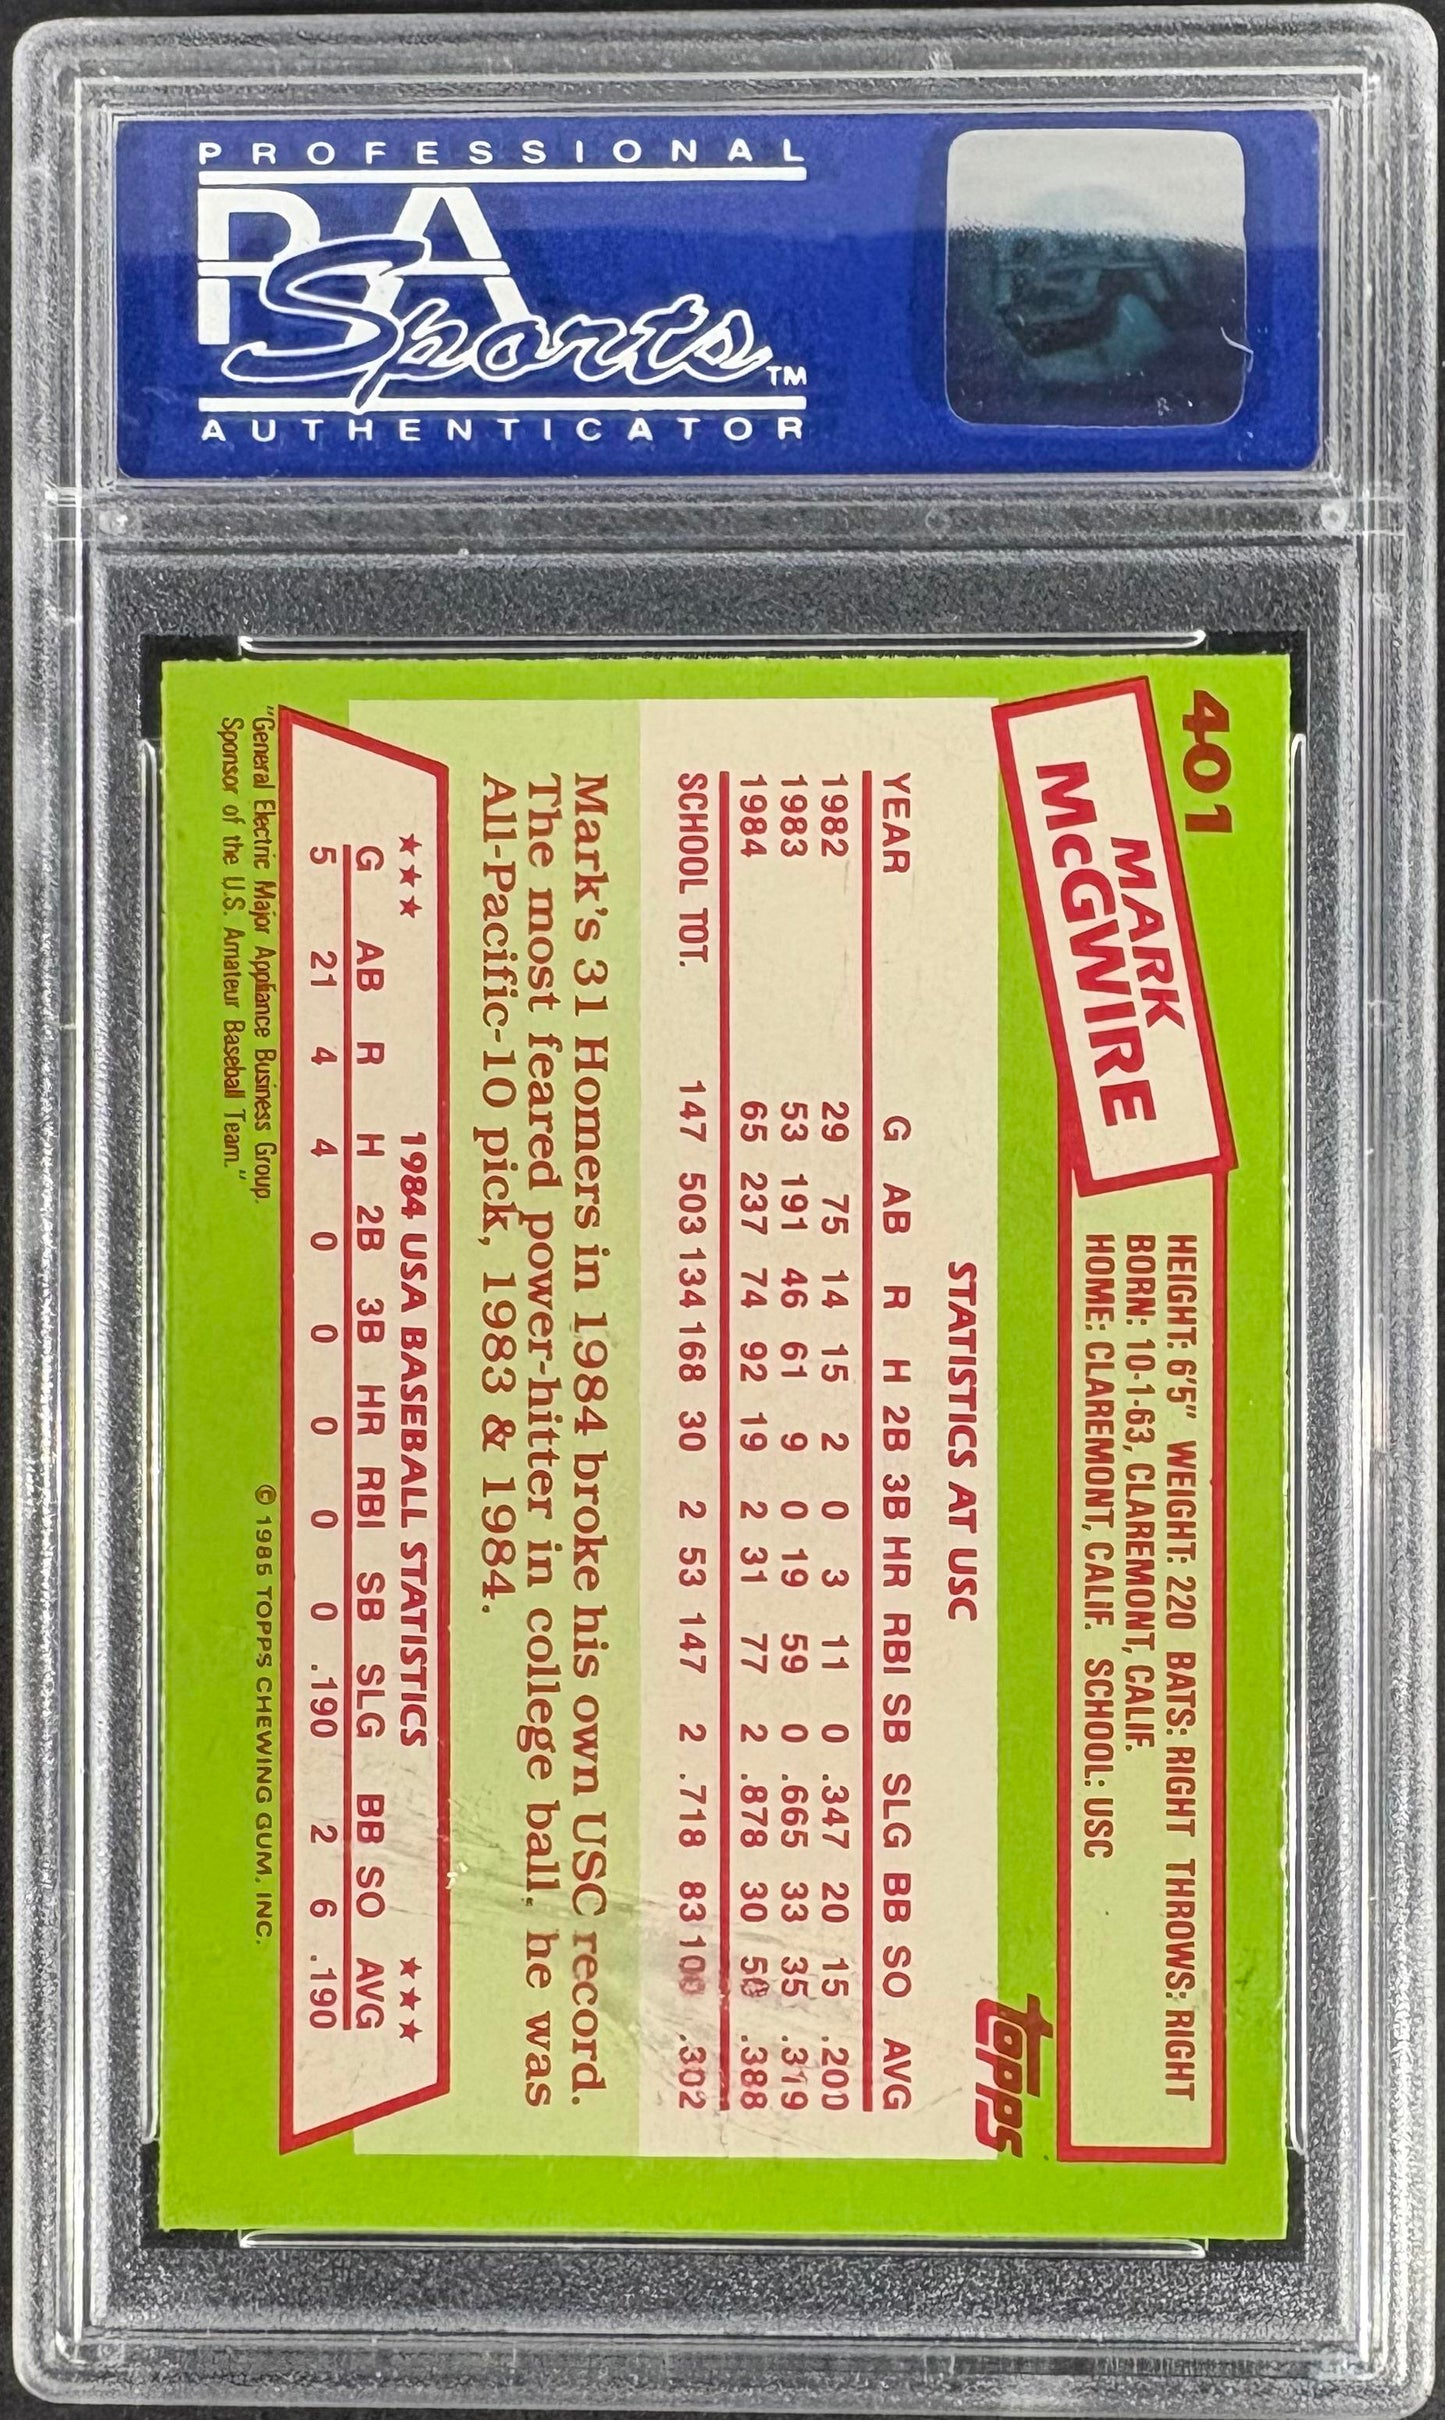 PROFESSIONAL
PSA
Sports™
AUTHENTICATOR
401
MARK
McGWIRE
HEIGHT: 6'5" WEIGHT: 220 BATS: RIGHT THROWS: RIGHT
BORN: 10-1-63, CLAREMONT, CALIF.
HOME: CLAREMONT, CALIF. SCHOOL: USC
topps
STATISTICS AT USC
YEAR G AB R H 2B 3B HR RBI SB SLG BB SO AVG
1982 29 75 14 15 2 0 3 11 0 .347 20 15 .200
1983 53 191 46 61 9 0 19 59 0 .665 33 35 .319
1984 65 237 74 92 19 2 31 77 2 .878 30 50 .388
SCHOOL TOT. 147 503 134 168 30 2 53 147 2 .718 83 100 .302
Mark's 31 Homers in 1984 broke his own USC record.
The most feared power-hitter in college ball, he was
All-Pacific-10 pick, 1983 & 1984.
★★★ 1984 USA BASEBALL STATISTICS ★★★
G AB R H 2B 3B HR RBI SB SLG BB SO AVG
5 21 4 4 0 0 0 0 0 .190 2 6 .190
"General Electric Major Appliance Business Group,
Sponsor of the U.S. Amateur Baseball Team."
© 1985 TOPPS CHEWING GUM, INC.